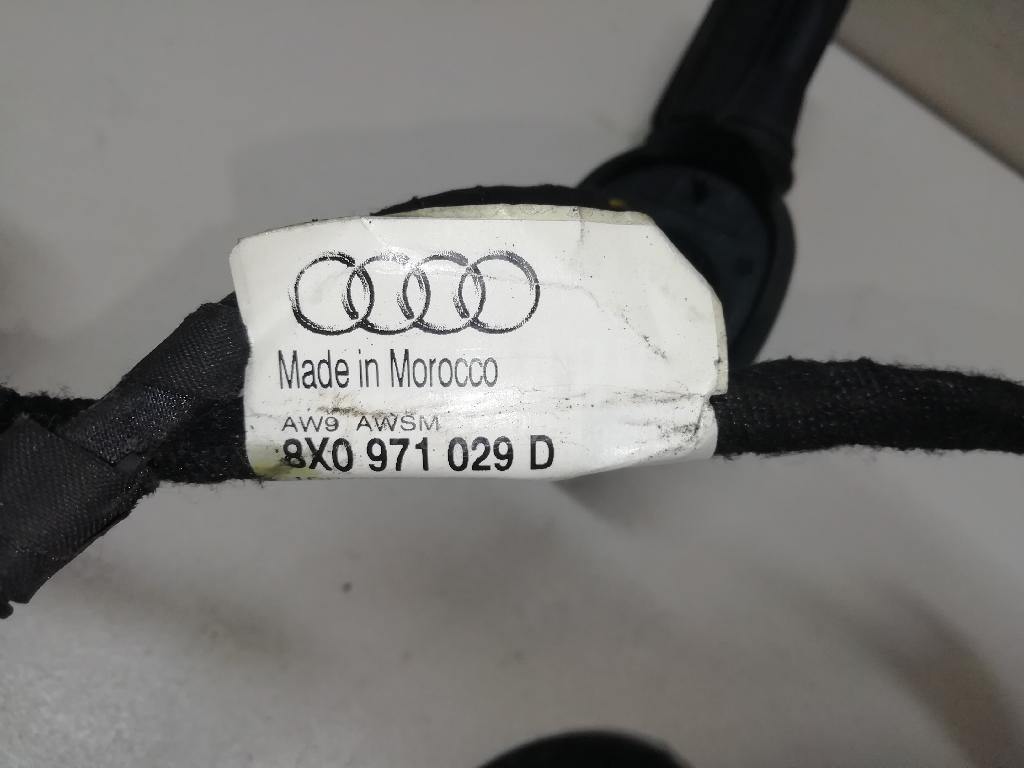 Made in Morocco
AW9 AWSM
8X0 971 029 D